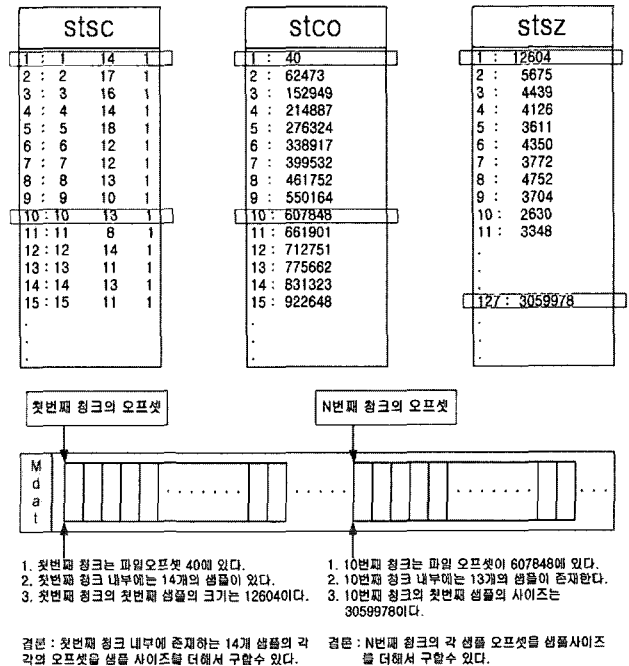 stsc
1 : 1 14 1
2 : 2 17 1
3 : 3 16 1
4 : 4 14 1
5 : 5 18 1
6 : 6 12 1
7 : 7 12 1
8 : 8 13 1
9 : 9 10 1
10 : 10 13 1
11 : 11 8 1
12 : 12 14 1
13 : 13 11 1
14 : 14 13 1
15 : 15 11 1
.
.
.
stco
1 : 40
2 : 62473
3 : 152949
4 : 214887
5 : 276324
6 : 338917
7 : 399532
8 : 461752
9 : 550164
10 : 607848
11 : 661901
12 : 712751
13 : 775662
14 : 831323
15 : 922648
.
.
.
stsz
1 : 12604
2 : 5675
3 : 4439
4 : 4126
5 : 3611
6 : 4350
7 : 3772
8 : 4752
9 : 3704
10 : 2630
11 : 3348
.
.
.
127 : 3059978
.
.
.
첫번째 청크의 오프셋
N번째 청크의 오프셋
Mdat
.......
......
.......
...
1. 첫번째 청크는 파일오프셋 40에 있다.
2. 첫번째 청크 내부에는 14개의 샘플이 있다.
3. 첫번째 청크의 첫번째 샘플의 크기는 12604이다.
결론 : 첫번째 청크 내부에 존재하는 14개 샘플의 각
각의 오프셋을 샘플 사이즈를 더해서 구할수 있다.
1. 10번째 청크는 파일 오프셋이 607848에 있다.
2. 10번째 청크 내부에는 13개의 샘플이 존재한다.
3. 10번째 청크의 첫번째 샘플의 사이즈는
3059978이다.
결론 : N번째 청크의 각 샘플 오프셋을 샘플사이즈
를 더해서 구할수 있다.